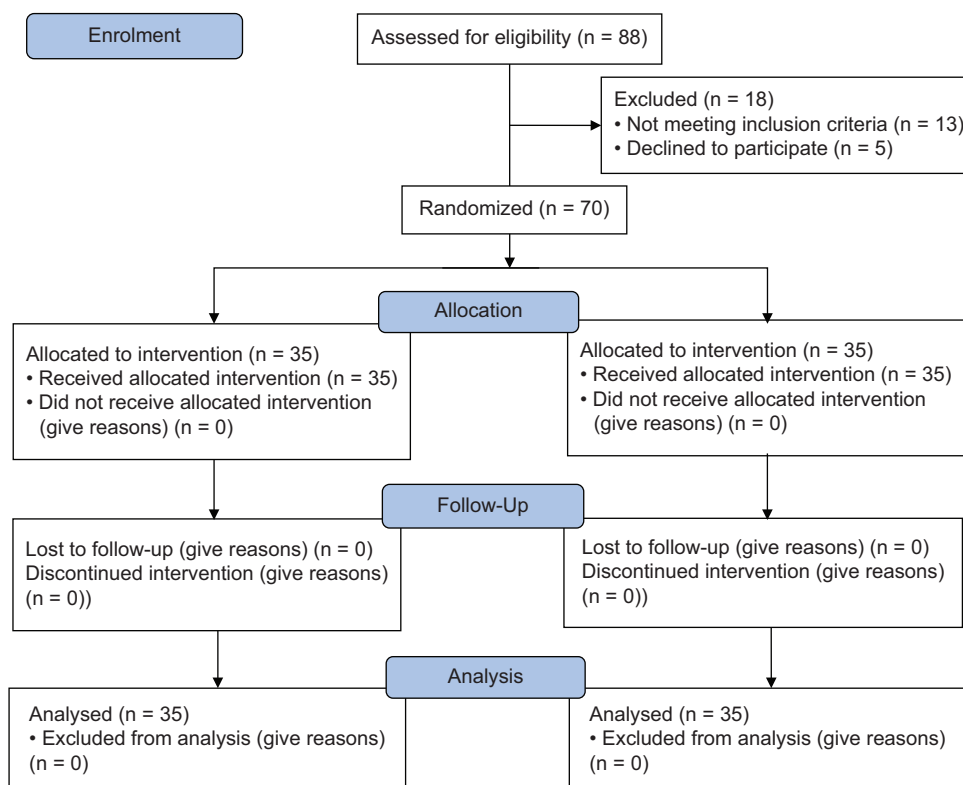 Enrolment
Assessed for eligibility (n = 88)
Excluded (n = 18)
• Not meeting inclusion criteria (n = 13)
• Declined to participate (n = 5)
Randomized (n = 70)
Allocation
Allocated to intervention (n = 35)
• Received allocated intervention (n = 35)
• Did not receive allocated intervention
(give reasons) (n = 0)
Allocated to intervention (n = 35)
• Received allocated intervention (n = 35)
• Did not receive allocated intervention
(give reasons) (n = 0)
Follow-Up
Lost to follow-up (give reasons) (n = 0)
Discontinued intervention (give reasons)
(n = 0))
Lost to follow-up (give reasons) (n = 0)
Discontinued intervention (give reasons)
(n = 0))
Analysis
Analysed (n = 35)
• Excluded from analysis (give reasons)
(n = 0)
Analysed (n = 35)
• Excluded from analysis (give reasons)
(n = 0)